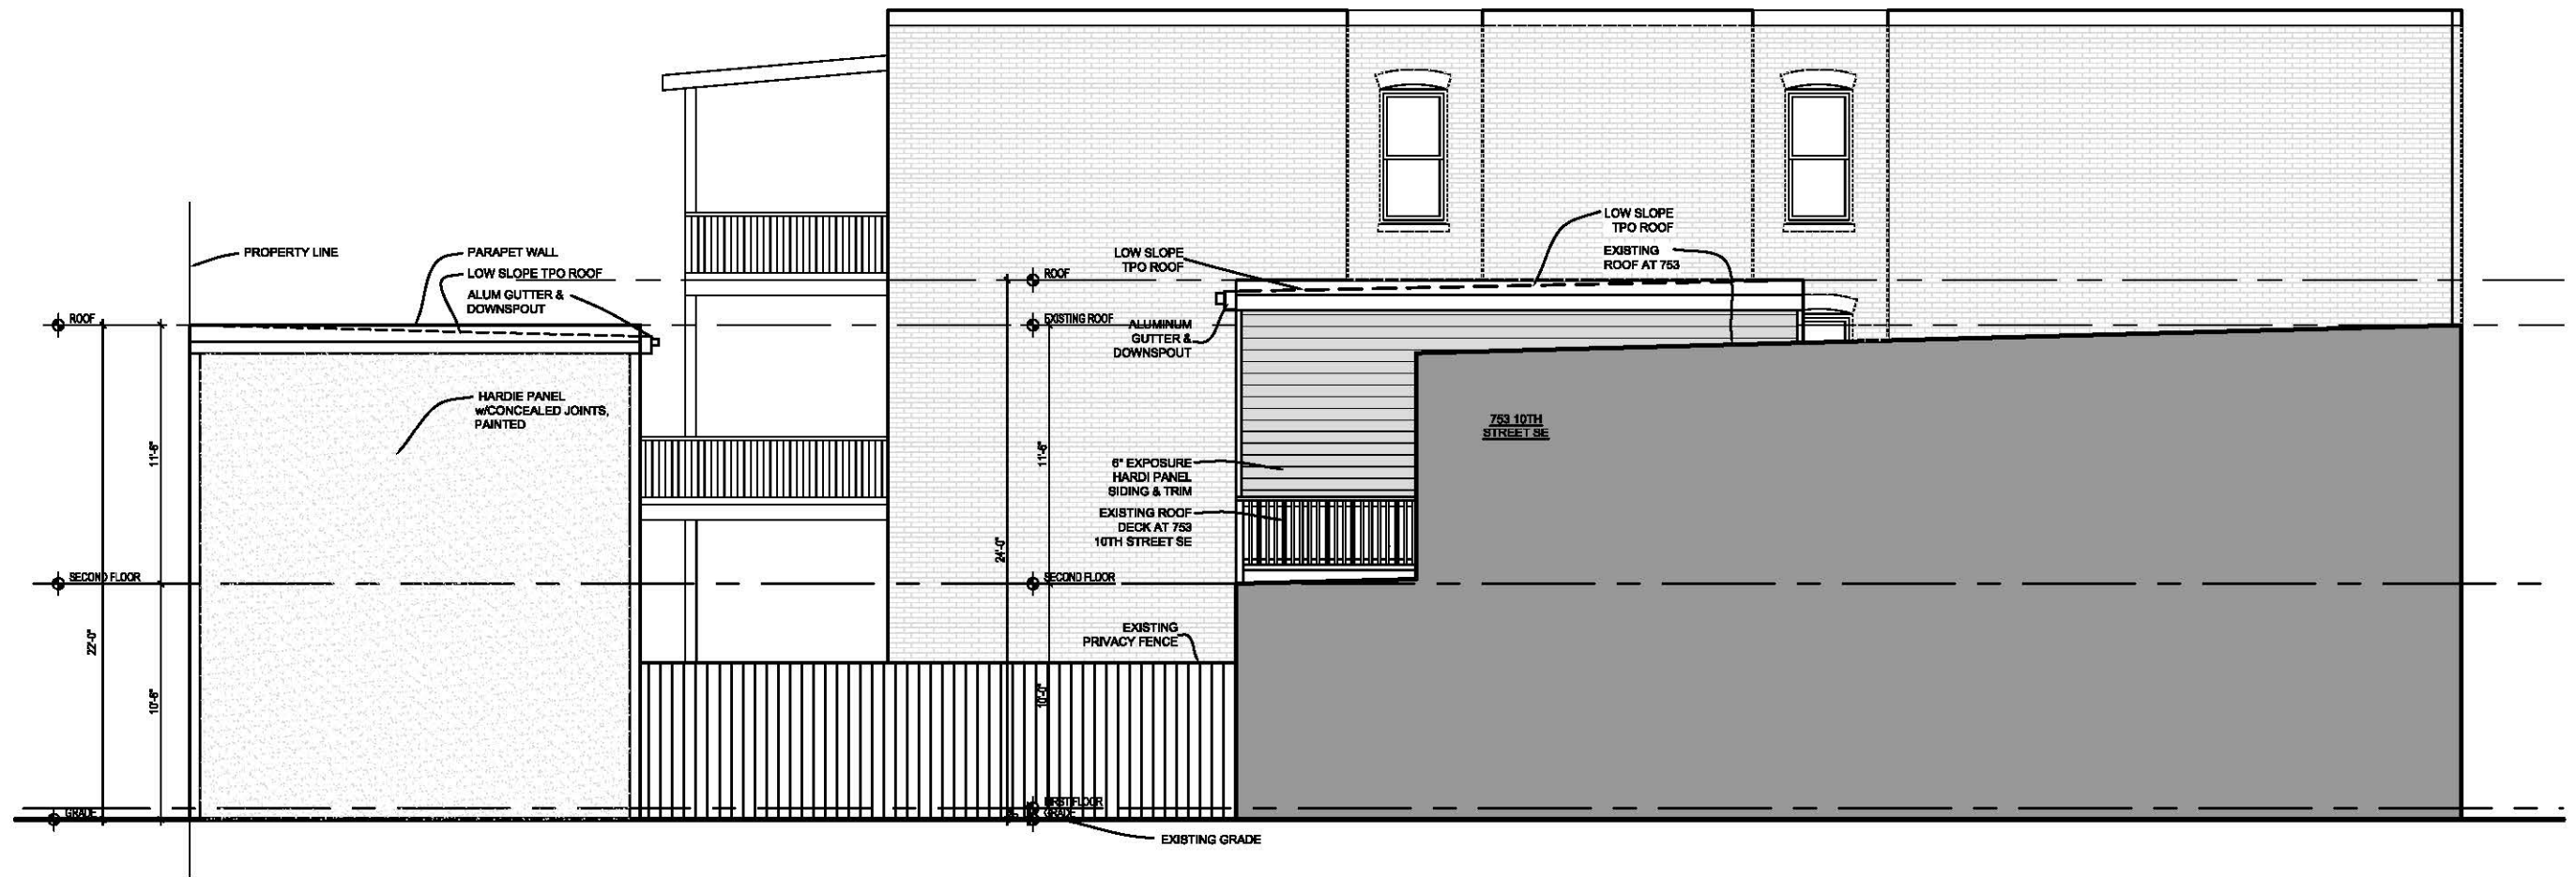 PROPERTY LINE
PARAPET WALL
LOW SLOPE TPO ROOF
ALUM GUTTER &
DOWNSPOUT
ROOF
HARDIE PANEL
w/CONCEALED JOINTS,
PAINTED
11'-6"
SECOND FLOOR
22'-0"
10'-6"
GRADE
LOW SLOPE
TPO ROOF
EXISTING
ROOF AT 753
LOW SLOPE
TPO ROOF
ROOF
EXISTING ROOF
ALUMINUM
GUTTER &
DOWNSPOUT
753 10TH
STREET SE
11'-6"
6" EXPOSURE
HARDI PANEL
SIDING & TRIM
EXISTING ROOF
DECK AT 753
10TH STREET SE
24'-0"
SECOND FLOOR
EXISTING
PRIVACY FENCE
10'-0"
FIRST FLOOR
GRADE
EXISTING GRADE